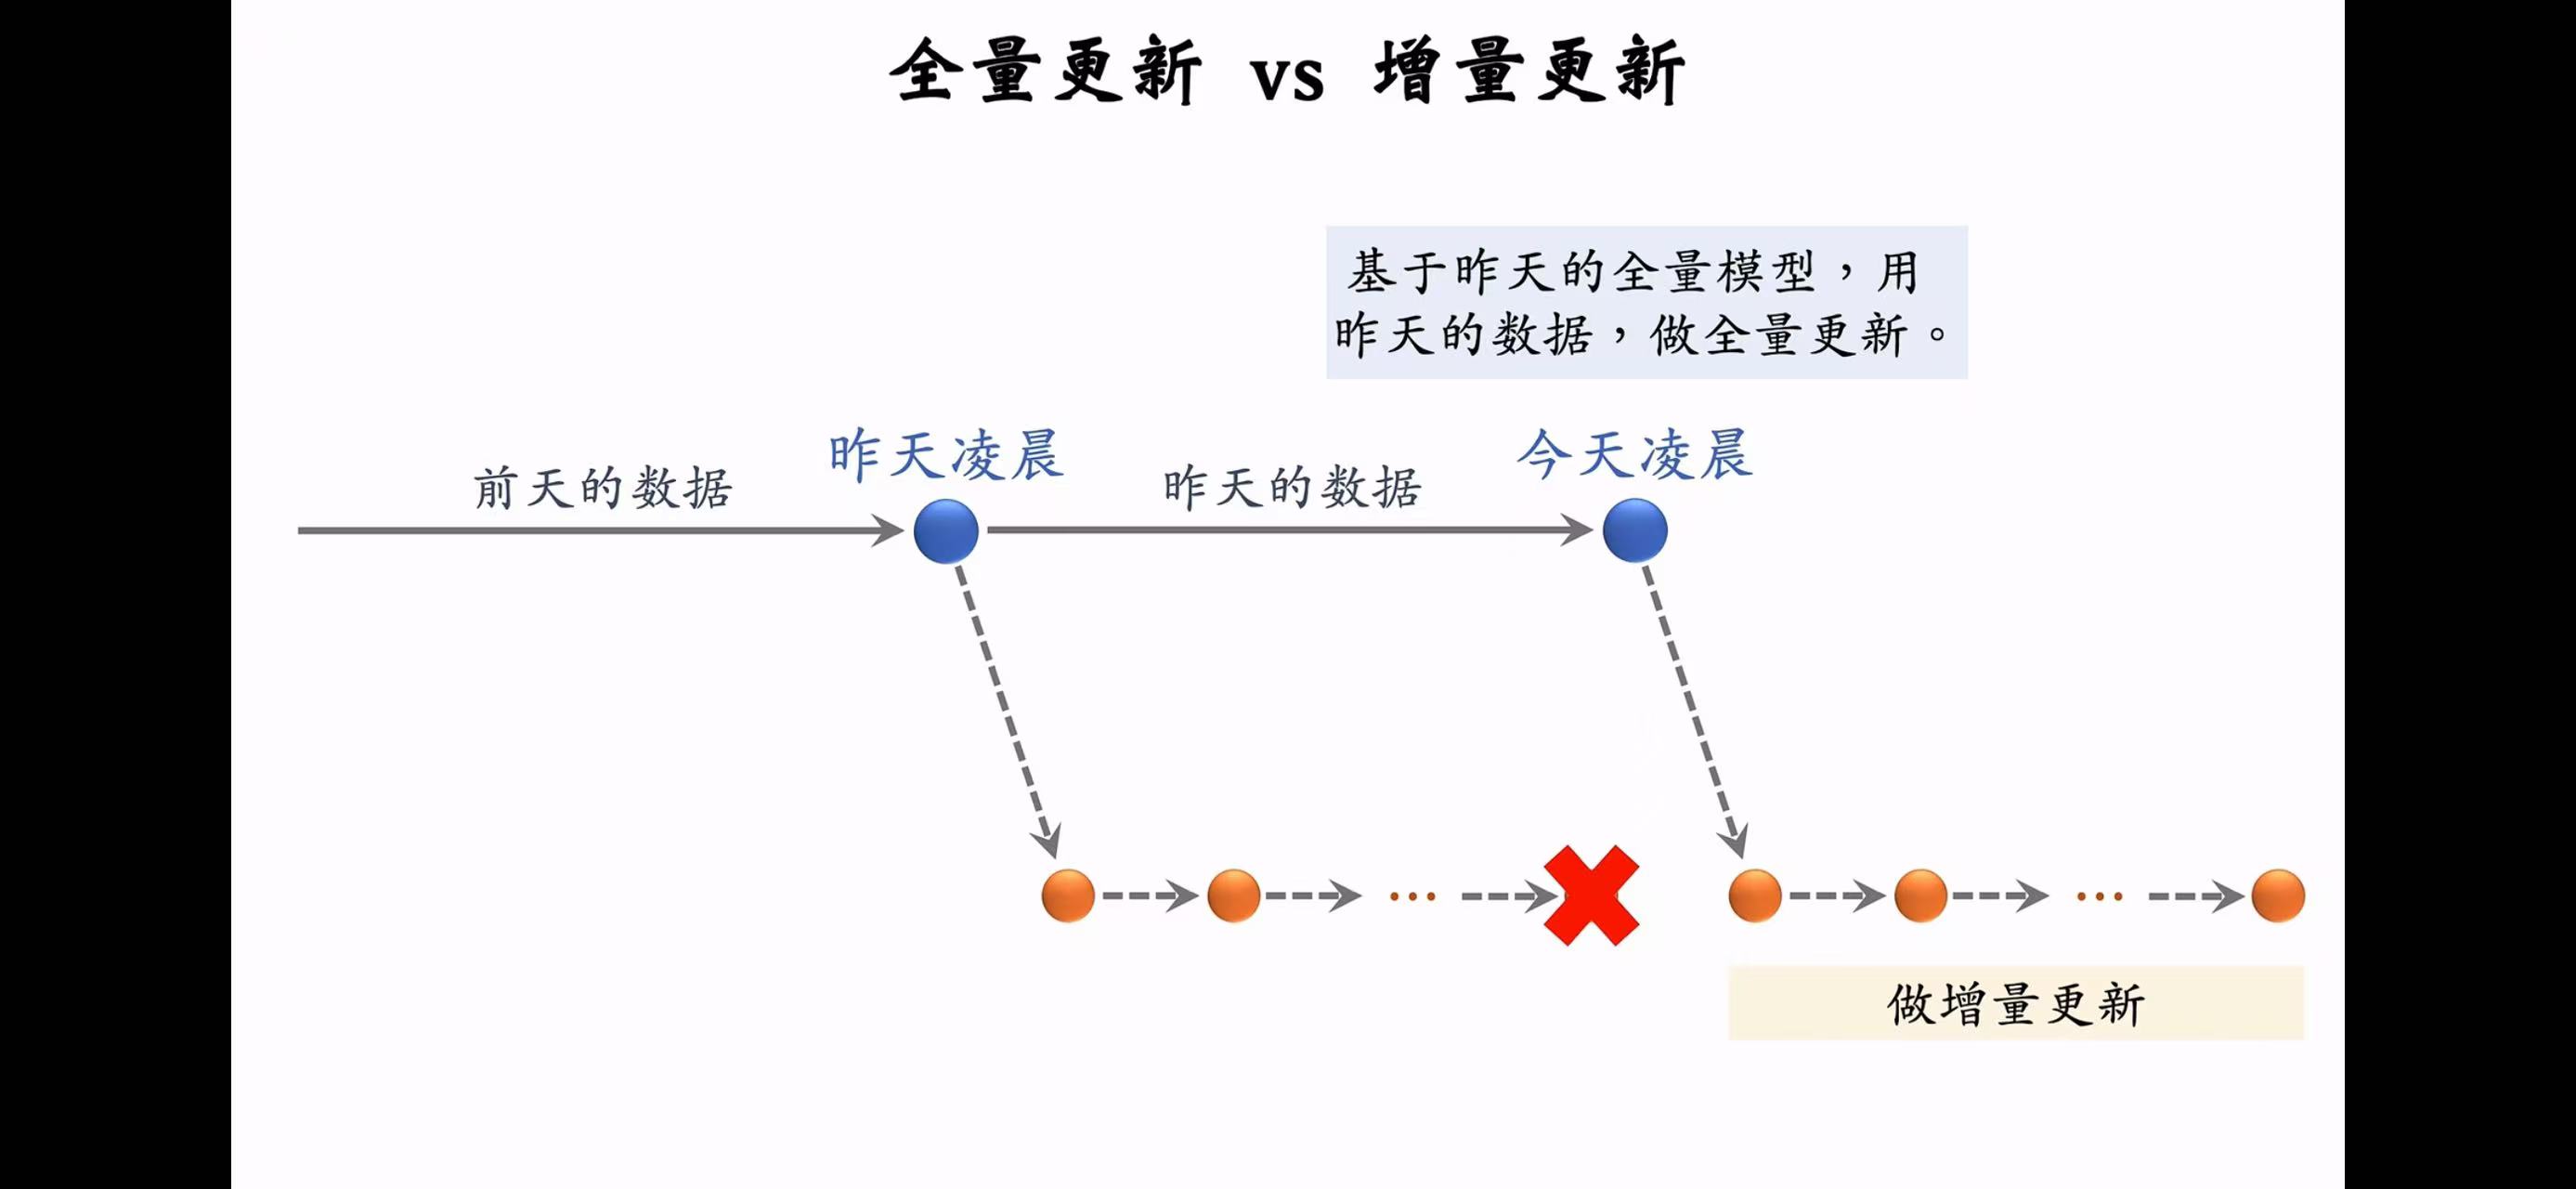 全量更新 vs 增量更新
基于昨天的全量模型，用
昨天的数据，做全量更新。
昨天凌晨
今天凌晨
前天的数据
昨天的数据
...
...
做增量更新